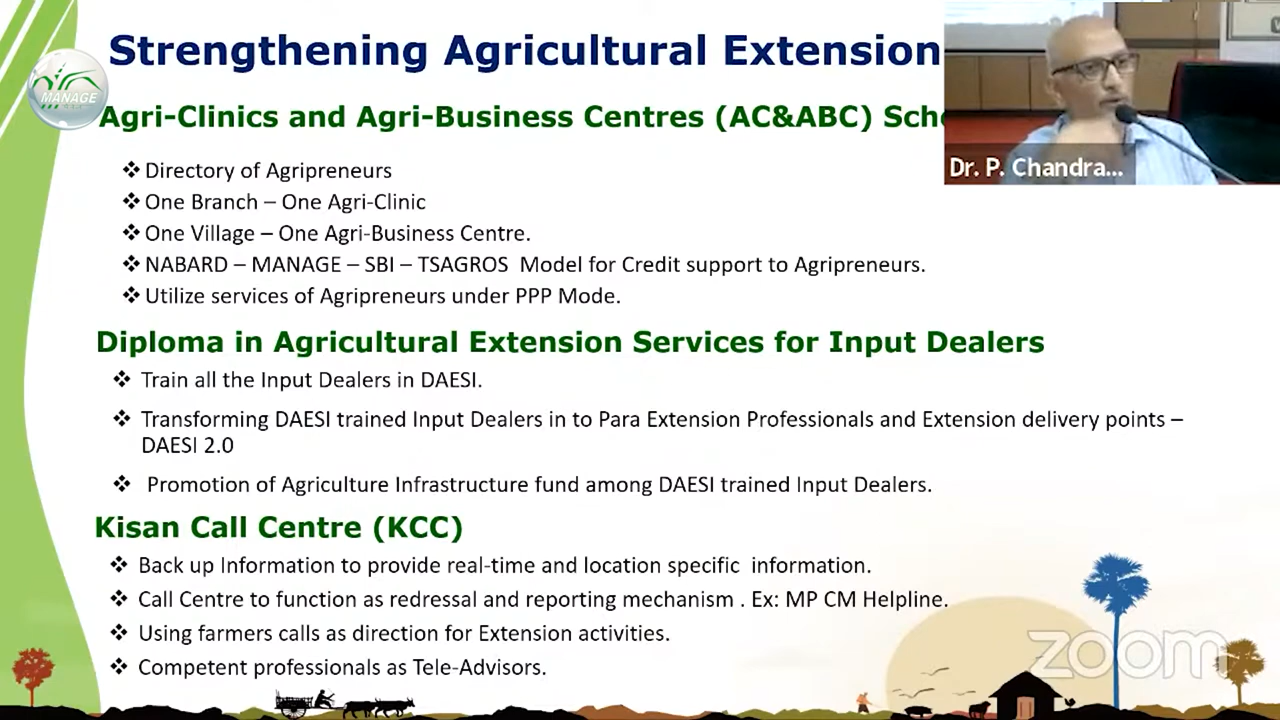 Strengthening Agricultural Extension
MANAGE
Agri-Clinics and Agri-Business Centres (AC&ABC)
❖ Directory of Agripreneurs
❖ One Branch – One Agri-Clinic
❖ One Village – One Agri-Business Centre.
❖ NABARD – MANAGE – SBI – TSAGROS Model for Credit support to Agripreneurs.
❖ Utilize services of Agripreneurs under PPP Mode.
Dr. P. Chandra...
Diploma in Agricultural Extension Services for Input Dealers
❖ Train all the Input Dealers in DAESI.
❖ Transforming DAESI trained Input Dealers in to Para Extension Professionals and Extension delivery points –
DAESI 2.0
❖ Promotion of Agriculture Infrastructure fund among DAESI trained Input Dealers.
Kisan Call Centre (KCC)
❖ Back up Information to provide real-time and location specific information.
❖ Call Centre to function as redressal and reporting mechanism . Ex: MP CM Helpline.
❖ Using farmers calls as direction for Extension activities.
❖ Competent professionals as Tele-Advisors.
zoom